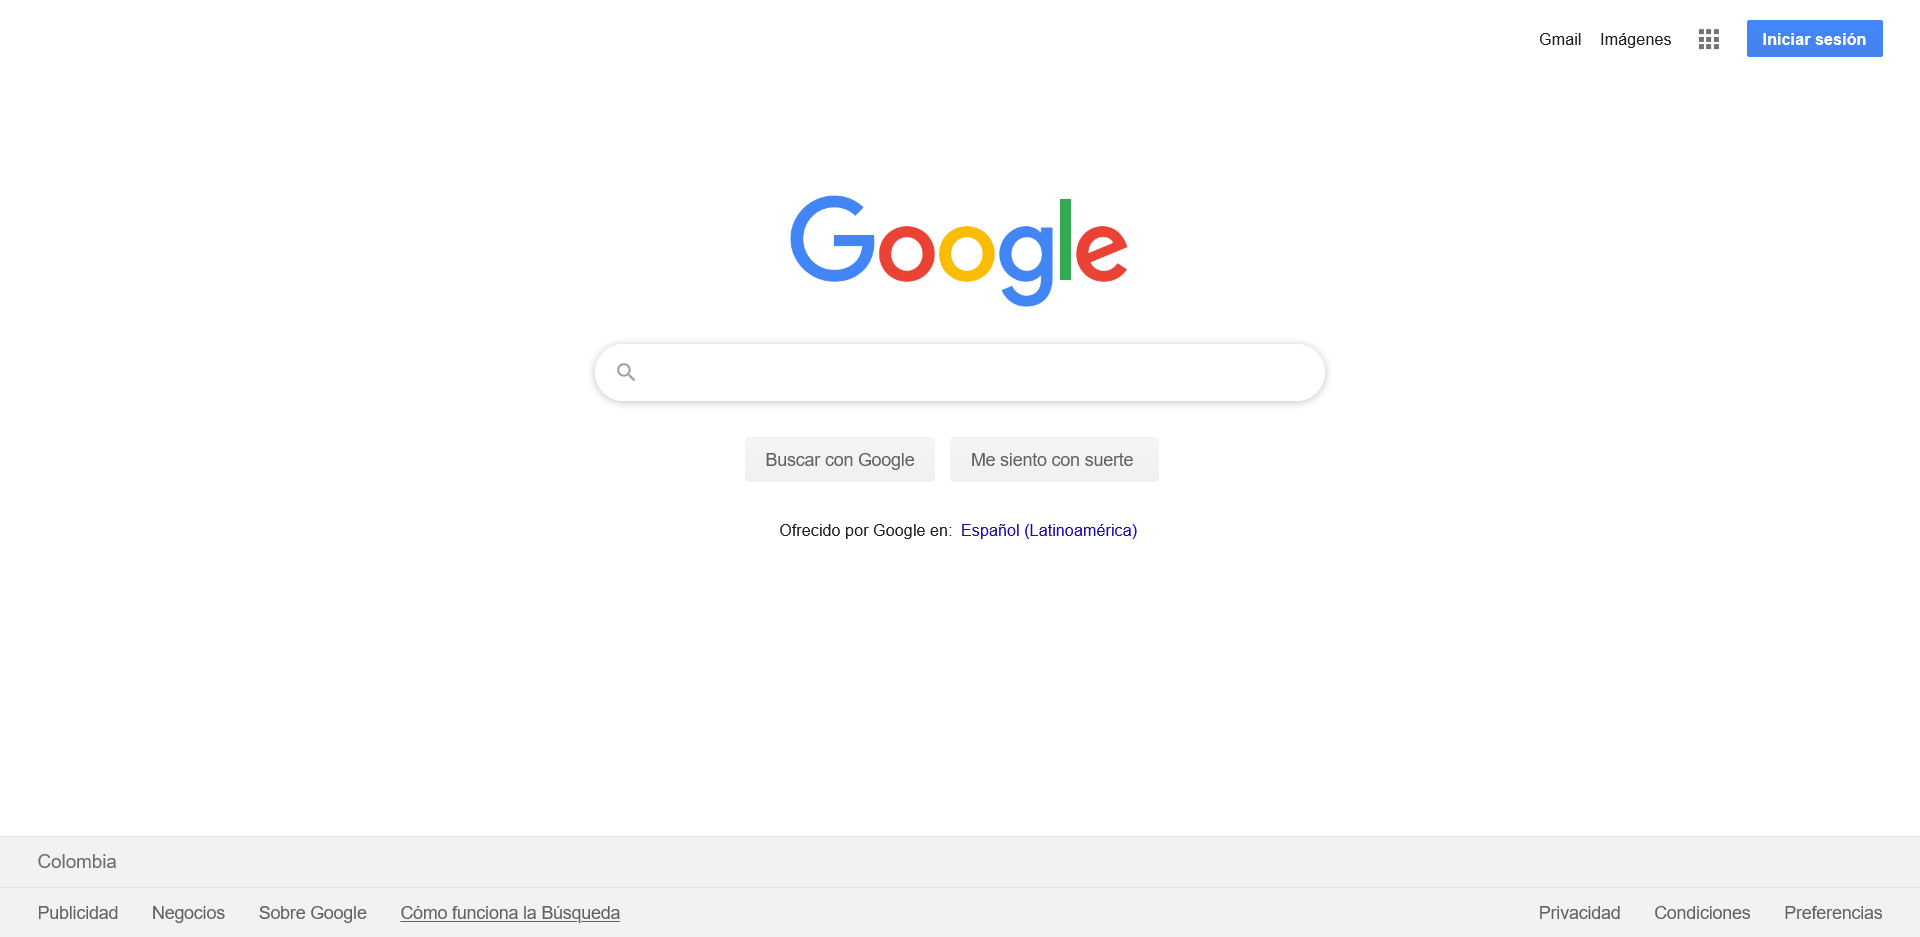 Gmail Imágenes Iniciar sesión
Google
Buscar con Google Me siento con suerte
Ofrecido por Google en: Español (Latinoamérica)
Colombia
Publicidad Negocios Sobre Google Cómo funciona la Búsqueda Privacidad Condiciones Preferencias